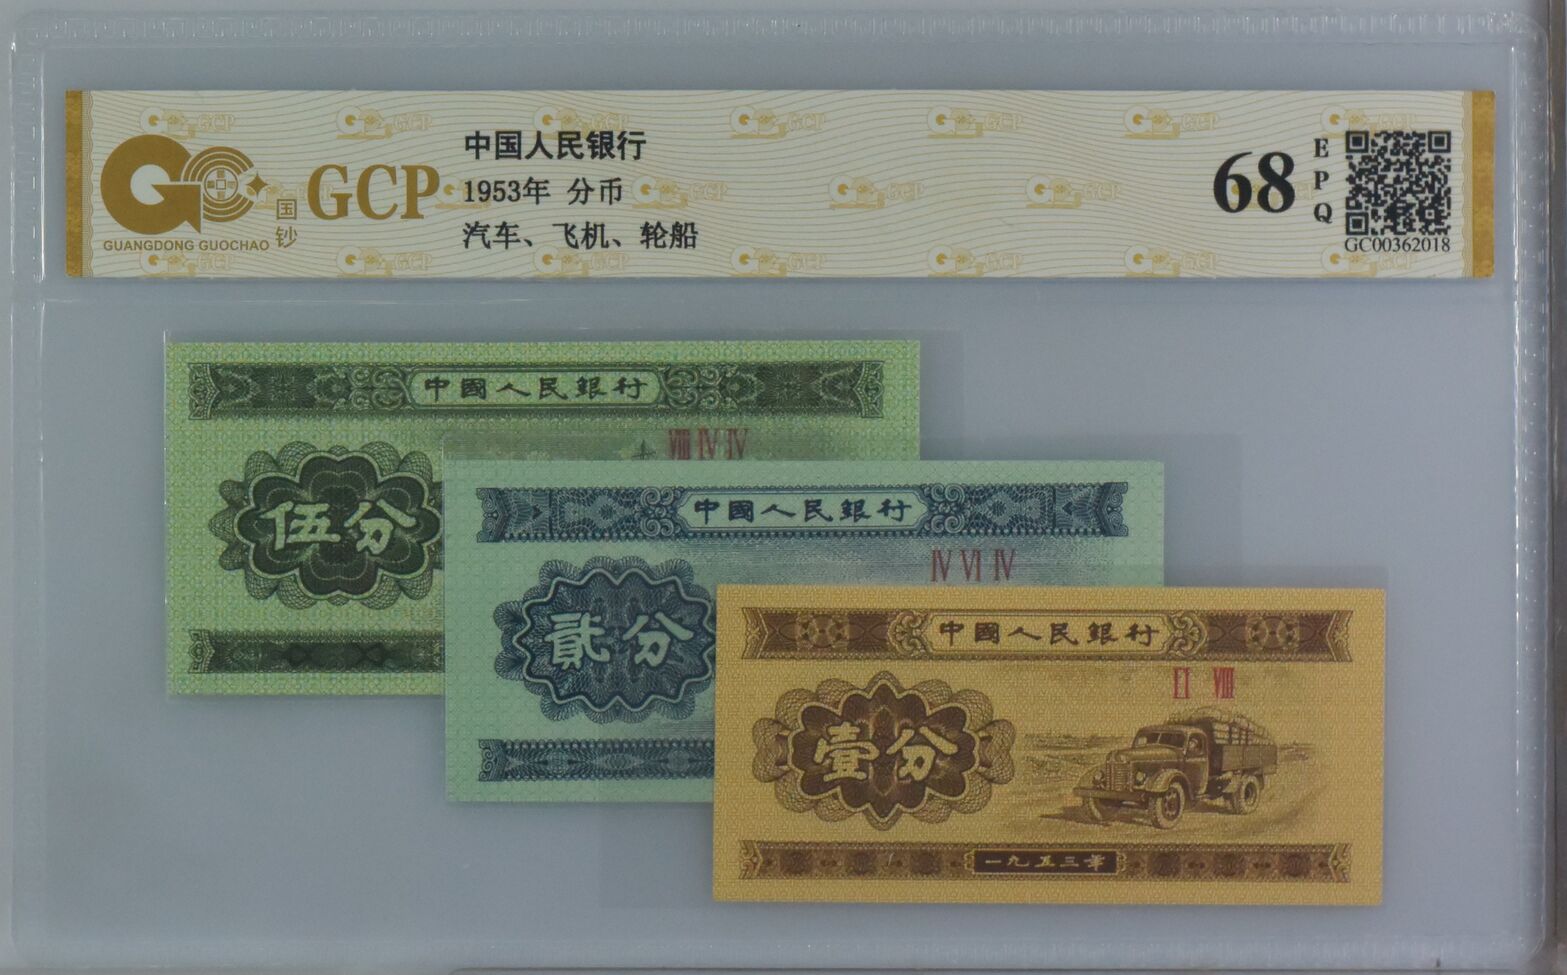 GCP
国钞
GUANGDONG GUOCHAO
中国人民银行
1953年 分币
汽车、飞机、轮船
68
EPQ
GC00362018
中國人民銀行
VIII IV IV
伍分
中國人民銀行
IV VI IV
貳分
中國人民銀行
EI VIII
壹分
一九五三年